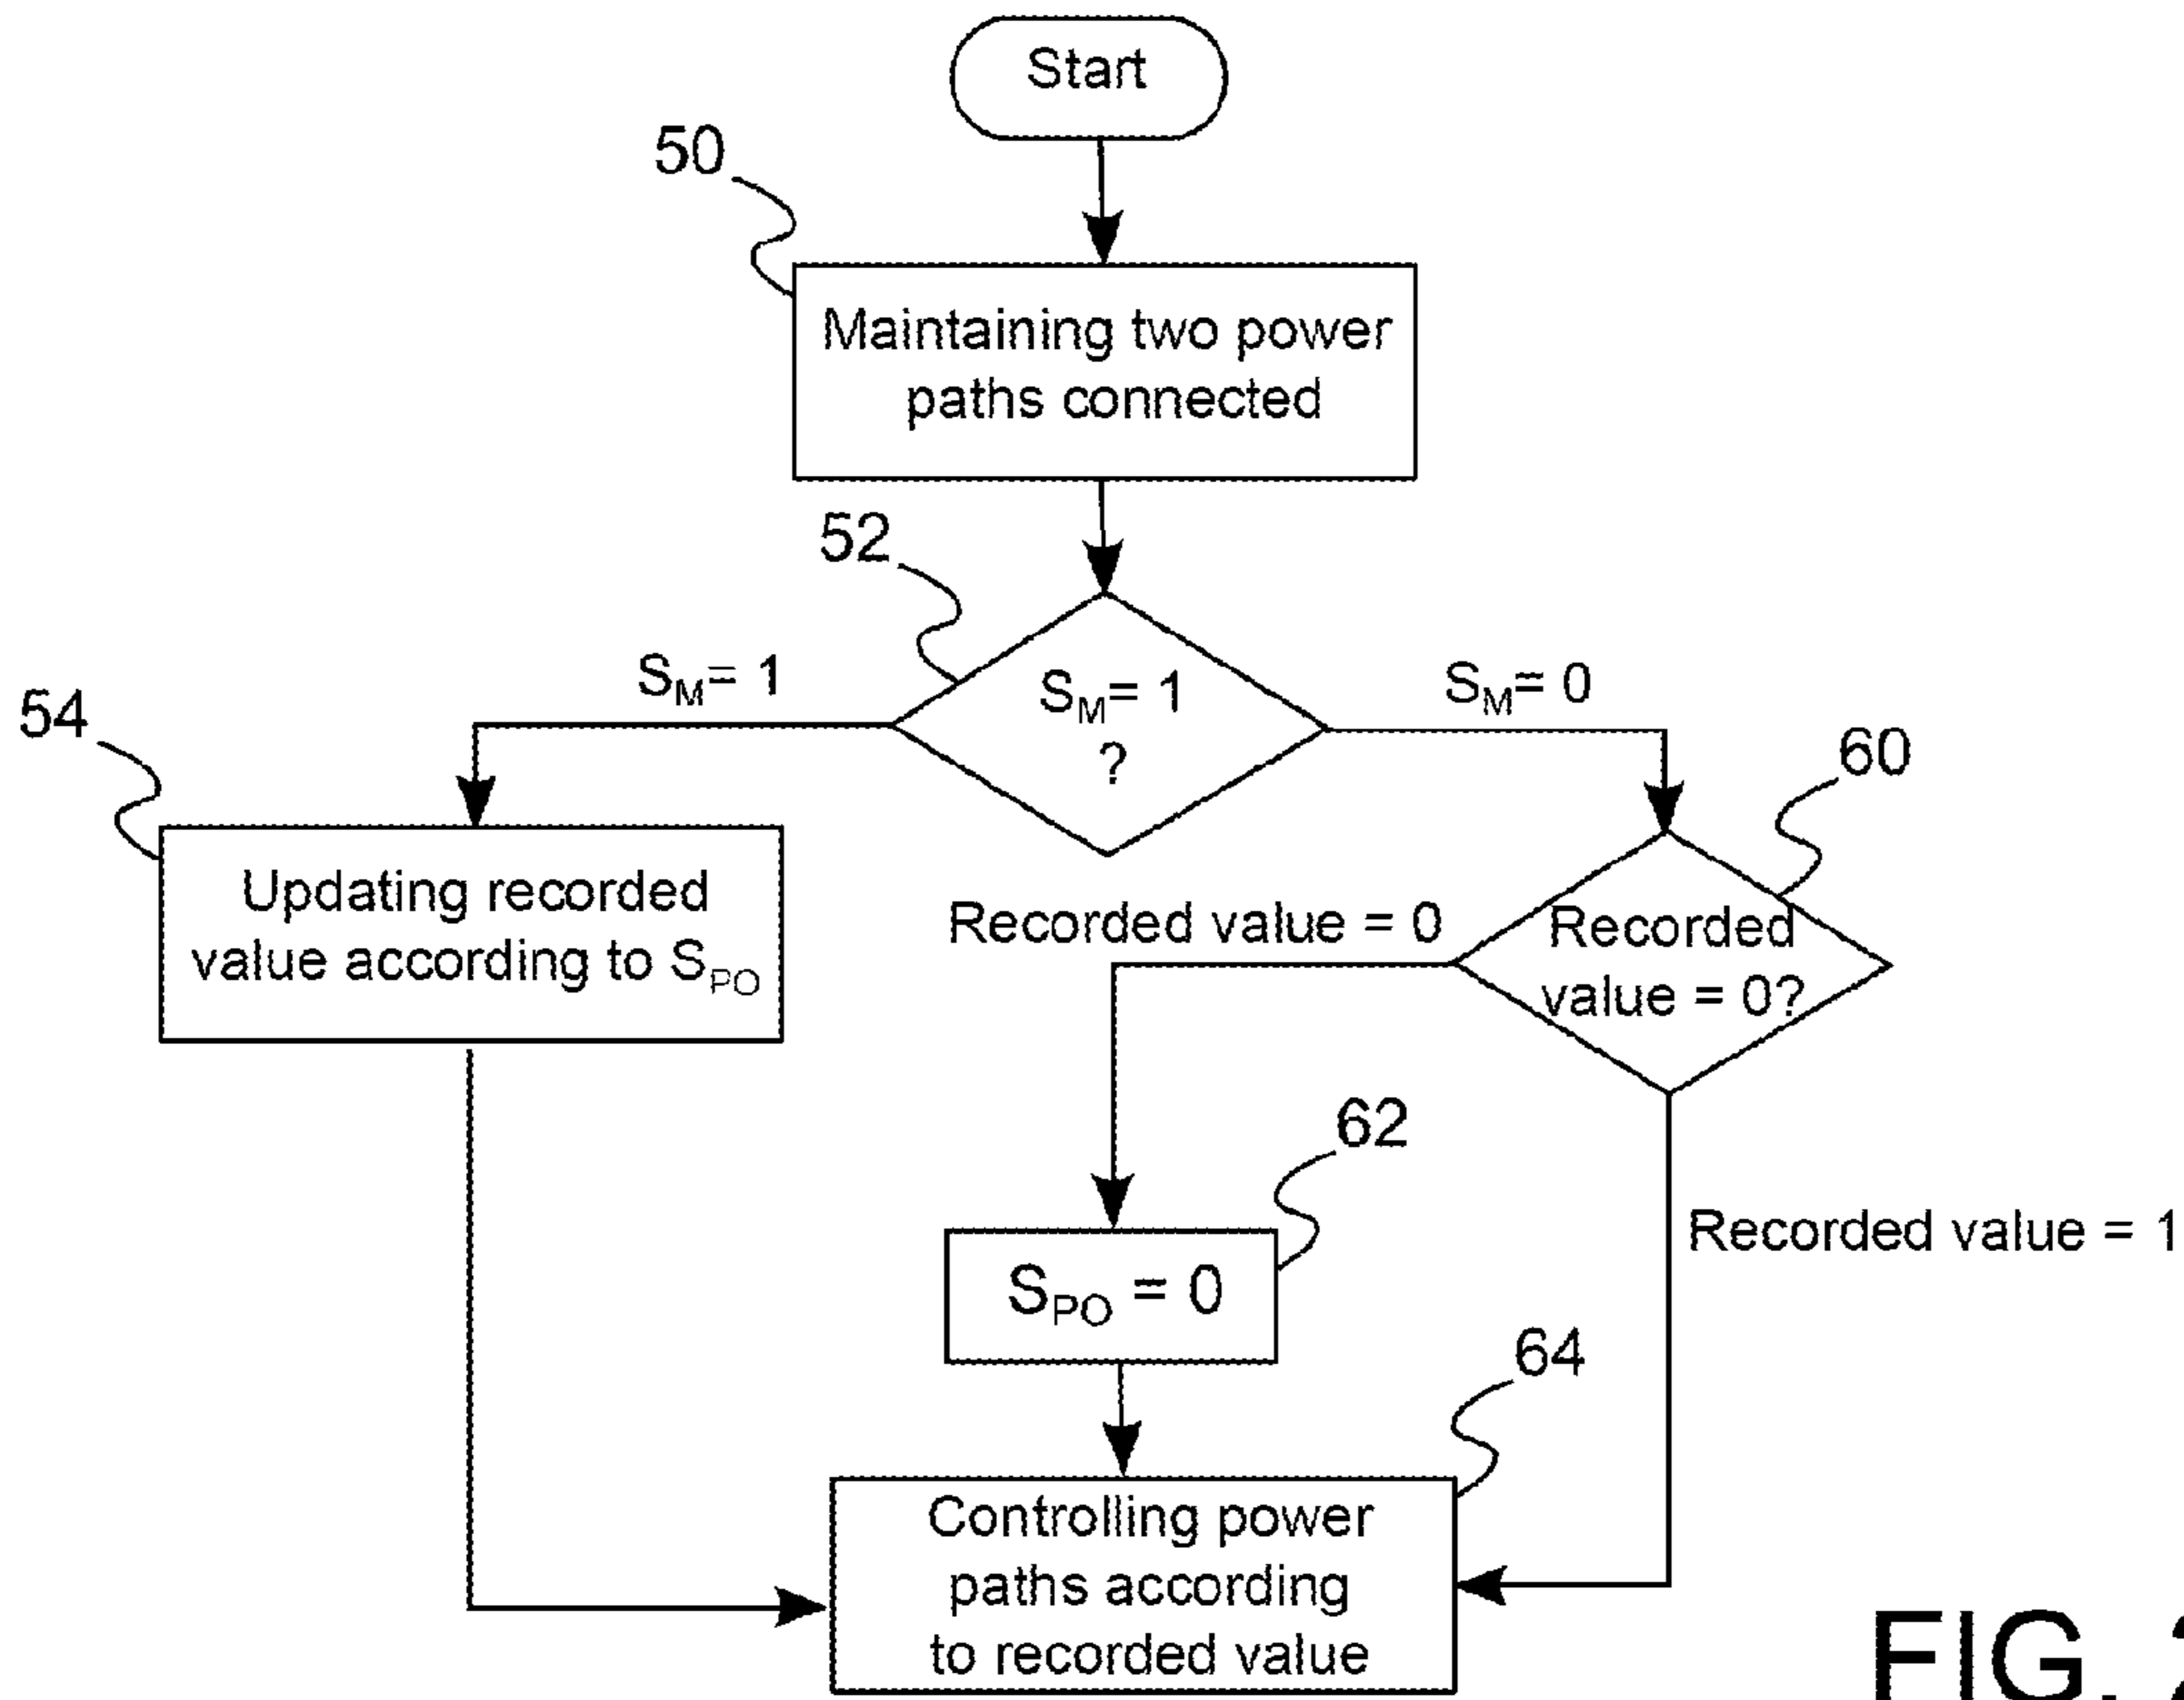 Start
50
Maintaining two power
paths connected
52
SM= 1
SM= 1
?
SM= 0
54
60
Updating recorded
value according to SPO
Recorded value = 0
Recorded
value = 0?
62
Recorded value = 1
SPO = 0
64
Controlling power
paths according
to recorded value
FIG.